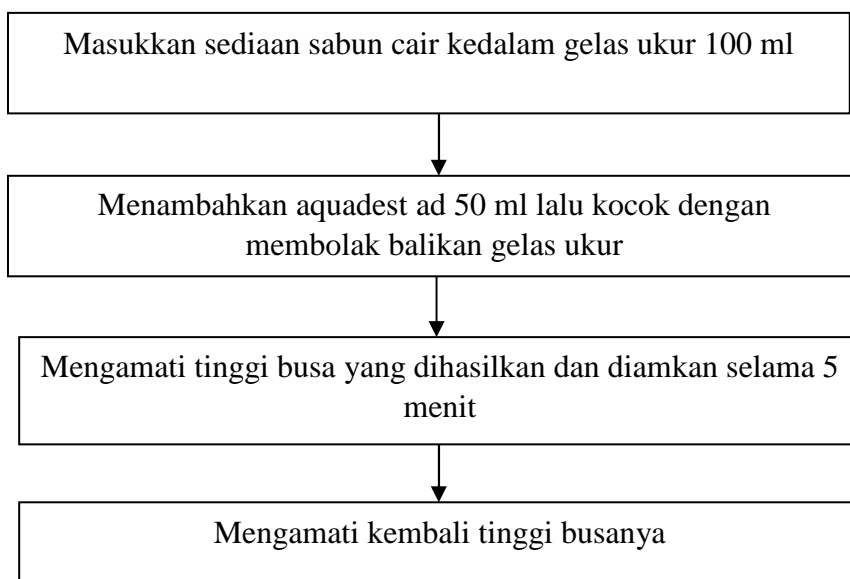 Masukkan sediaan sabun cair kedalam gelas ukur 100 ml
Menambahkan aquadest ad 50 ml lalu kocok dengan
membolak balikan gelas ukur
Mengamati tinggi busa yang dihasilkan dan diamkan selama 5
menit
Mengamati kembali tinggi busanya